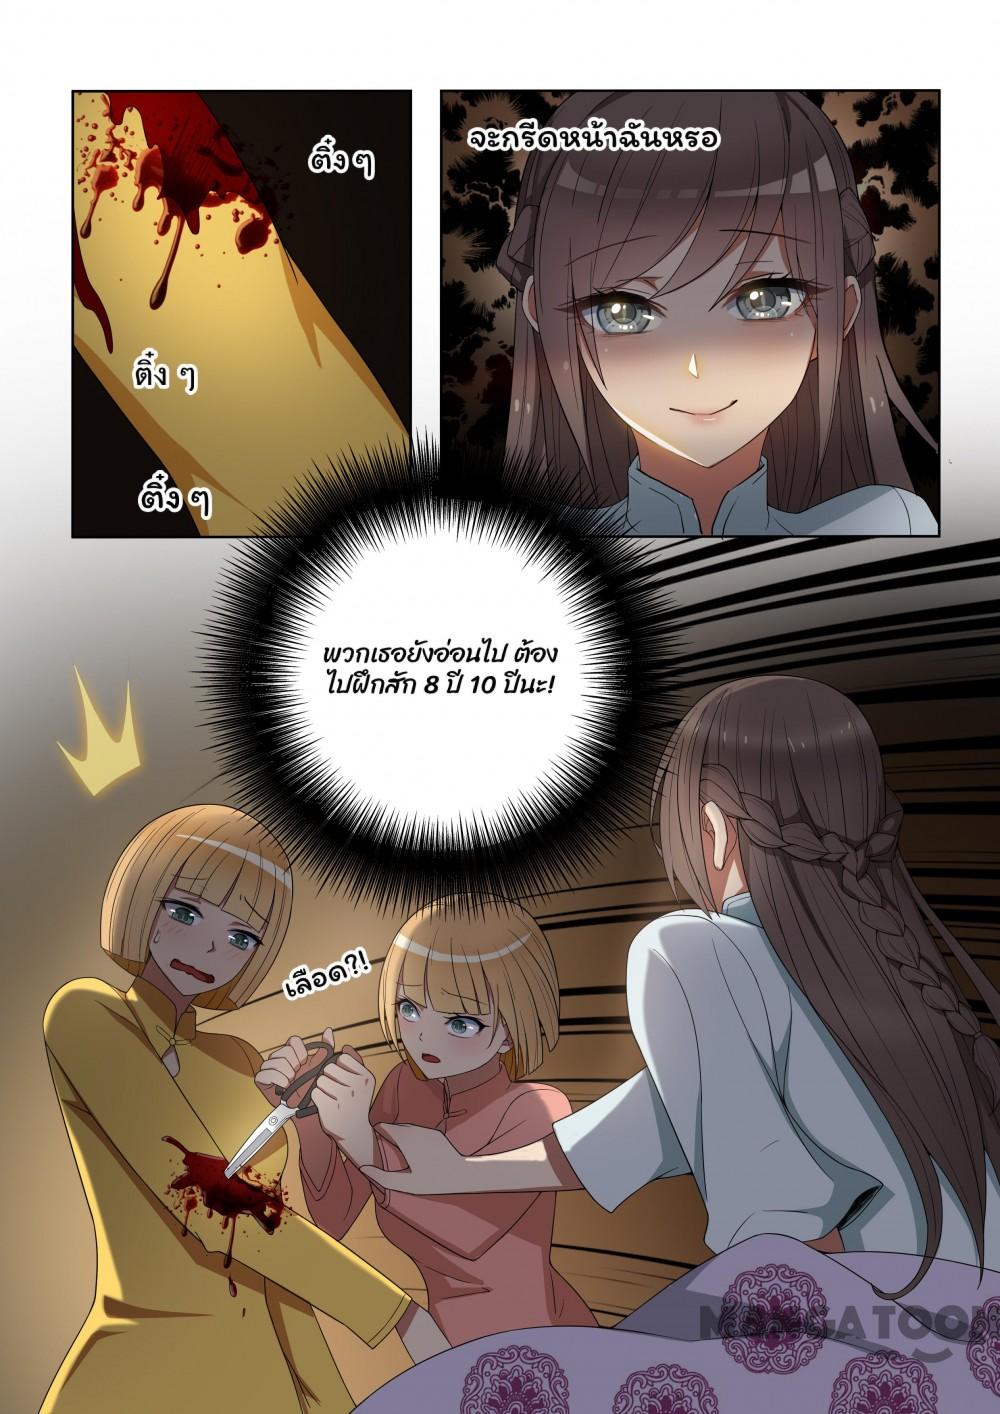 ติ๋งๆ
ติ๋ง ๆ
ติ๋ง ๆ
จะกรีดหน้าฉันหรอ
พวกเธอยังอ่อนไป ต้อง
ไปฝึกสัก 8 ปี 10 ปีนะ!
เลือด?!
MANGATOON